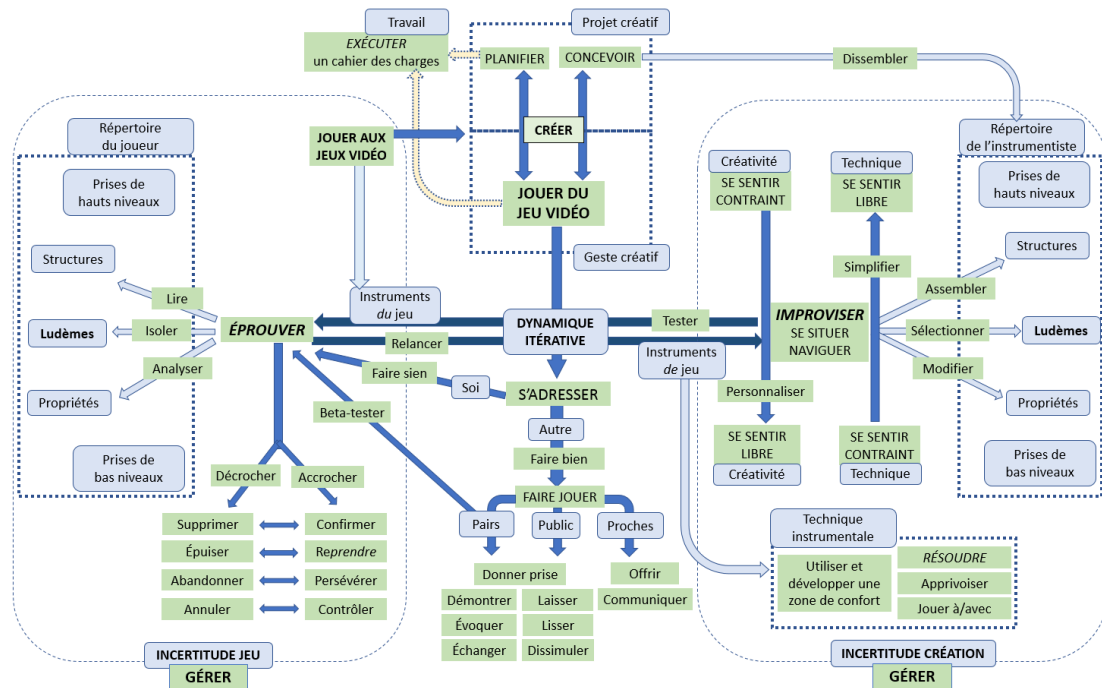 Travail
EXÉCUTER
un cahier des charges
Projet créatif
PLANIFIER
CONCEVOIR
Dissembler
CRÉER
JOUER DU
JEU VIDÉO
Geste créatif
JOUER AUX
JEUX VIDÉO
Répertoire
du joueur
Prises de
hauts niveaux
Structures
Ludèmes
Propriétés
Prises de
bas niveaux
Lire
Isoler
Analyser
ÉPROUVER
Instruments
du jeu
DYNAMIQUE
ITÉRATIVE
Tester
Relancer
Instruments
de jeu
Faire sien
Soi
Beta-tester
S'ADRESSER
Autre
Faire bien
FAIRE JOUER
Pairs
Public
Proches
Donner prise
Démontrer
Laisser
Évoquer
Lisser
Échanger
Dissimuler
Offrir
Communiquer
Décrocher
Accrocher
Supprimer
Confirmer
Épuiser
Reprendre
Abandonner
Persévérer
Annuler
Contrôler
INCERTITUDE JEU
GÉRER
Créativité
SE SENTIR
CONTRAINT
Technique
SE SENTIR
LIBRE
Simplifier
IMPROVISER
SE SITUER
NAVIGUER
Personnaliser
SE SENTIR
LIBRE
Créativité
SE SENTIR
CONTRAINT
Technique
Répertoire
de l'instrumentiste
Prises de
hauts niveaux
Structures
Assembler
Sélectionner
Ludèmes
Modifier
Propriétés
Prises de
bas niveaux
Technique
instrumentale
Utiliser et
développer une
zone de confort
RÉSOUDRE
Apprivoiser
Jouer à/avec
INCERTITUDE CRÉATION
GÉRER